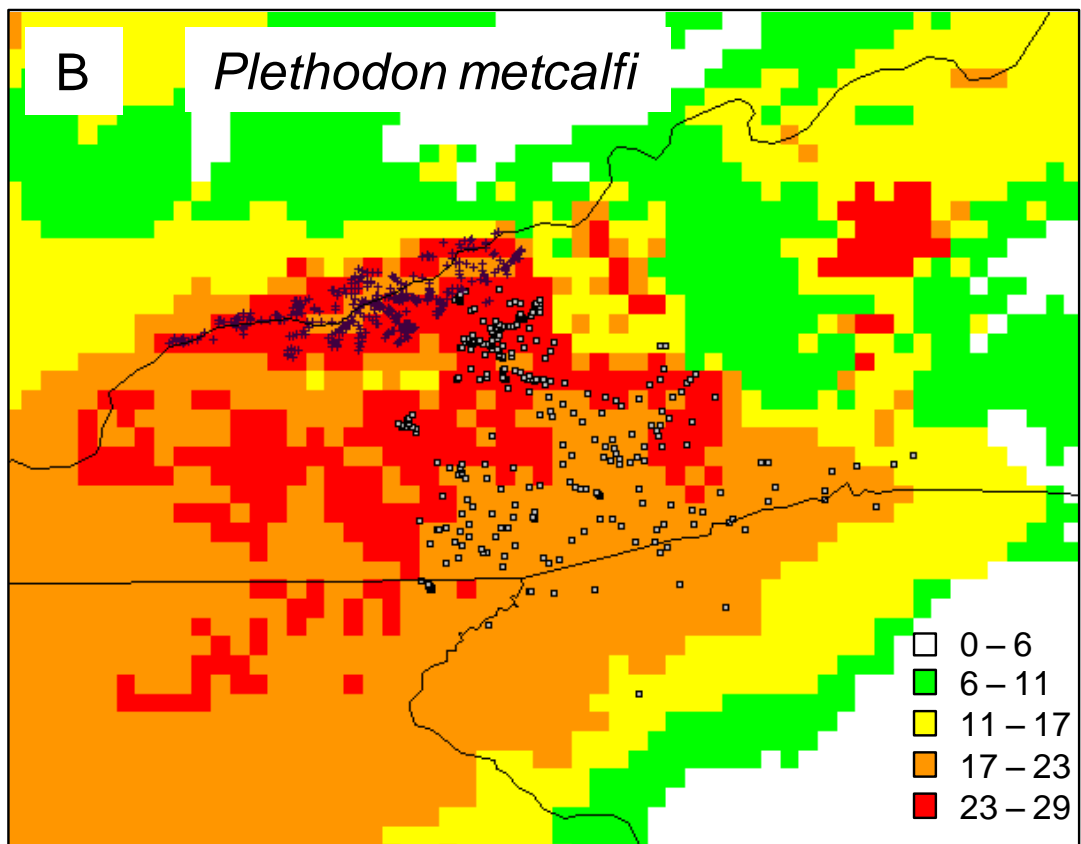 B
Plethodon metcalfi
0 – 6
6 – 11
11 – 17
17 – 23
23 – 29